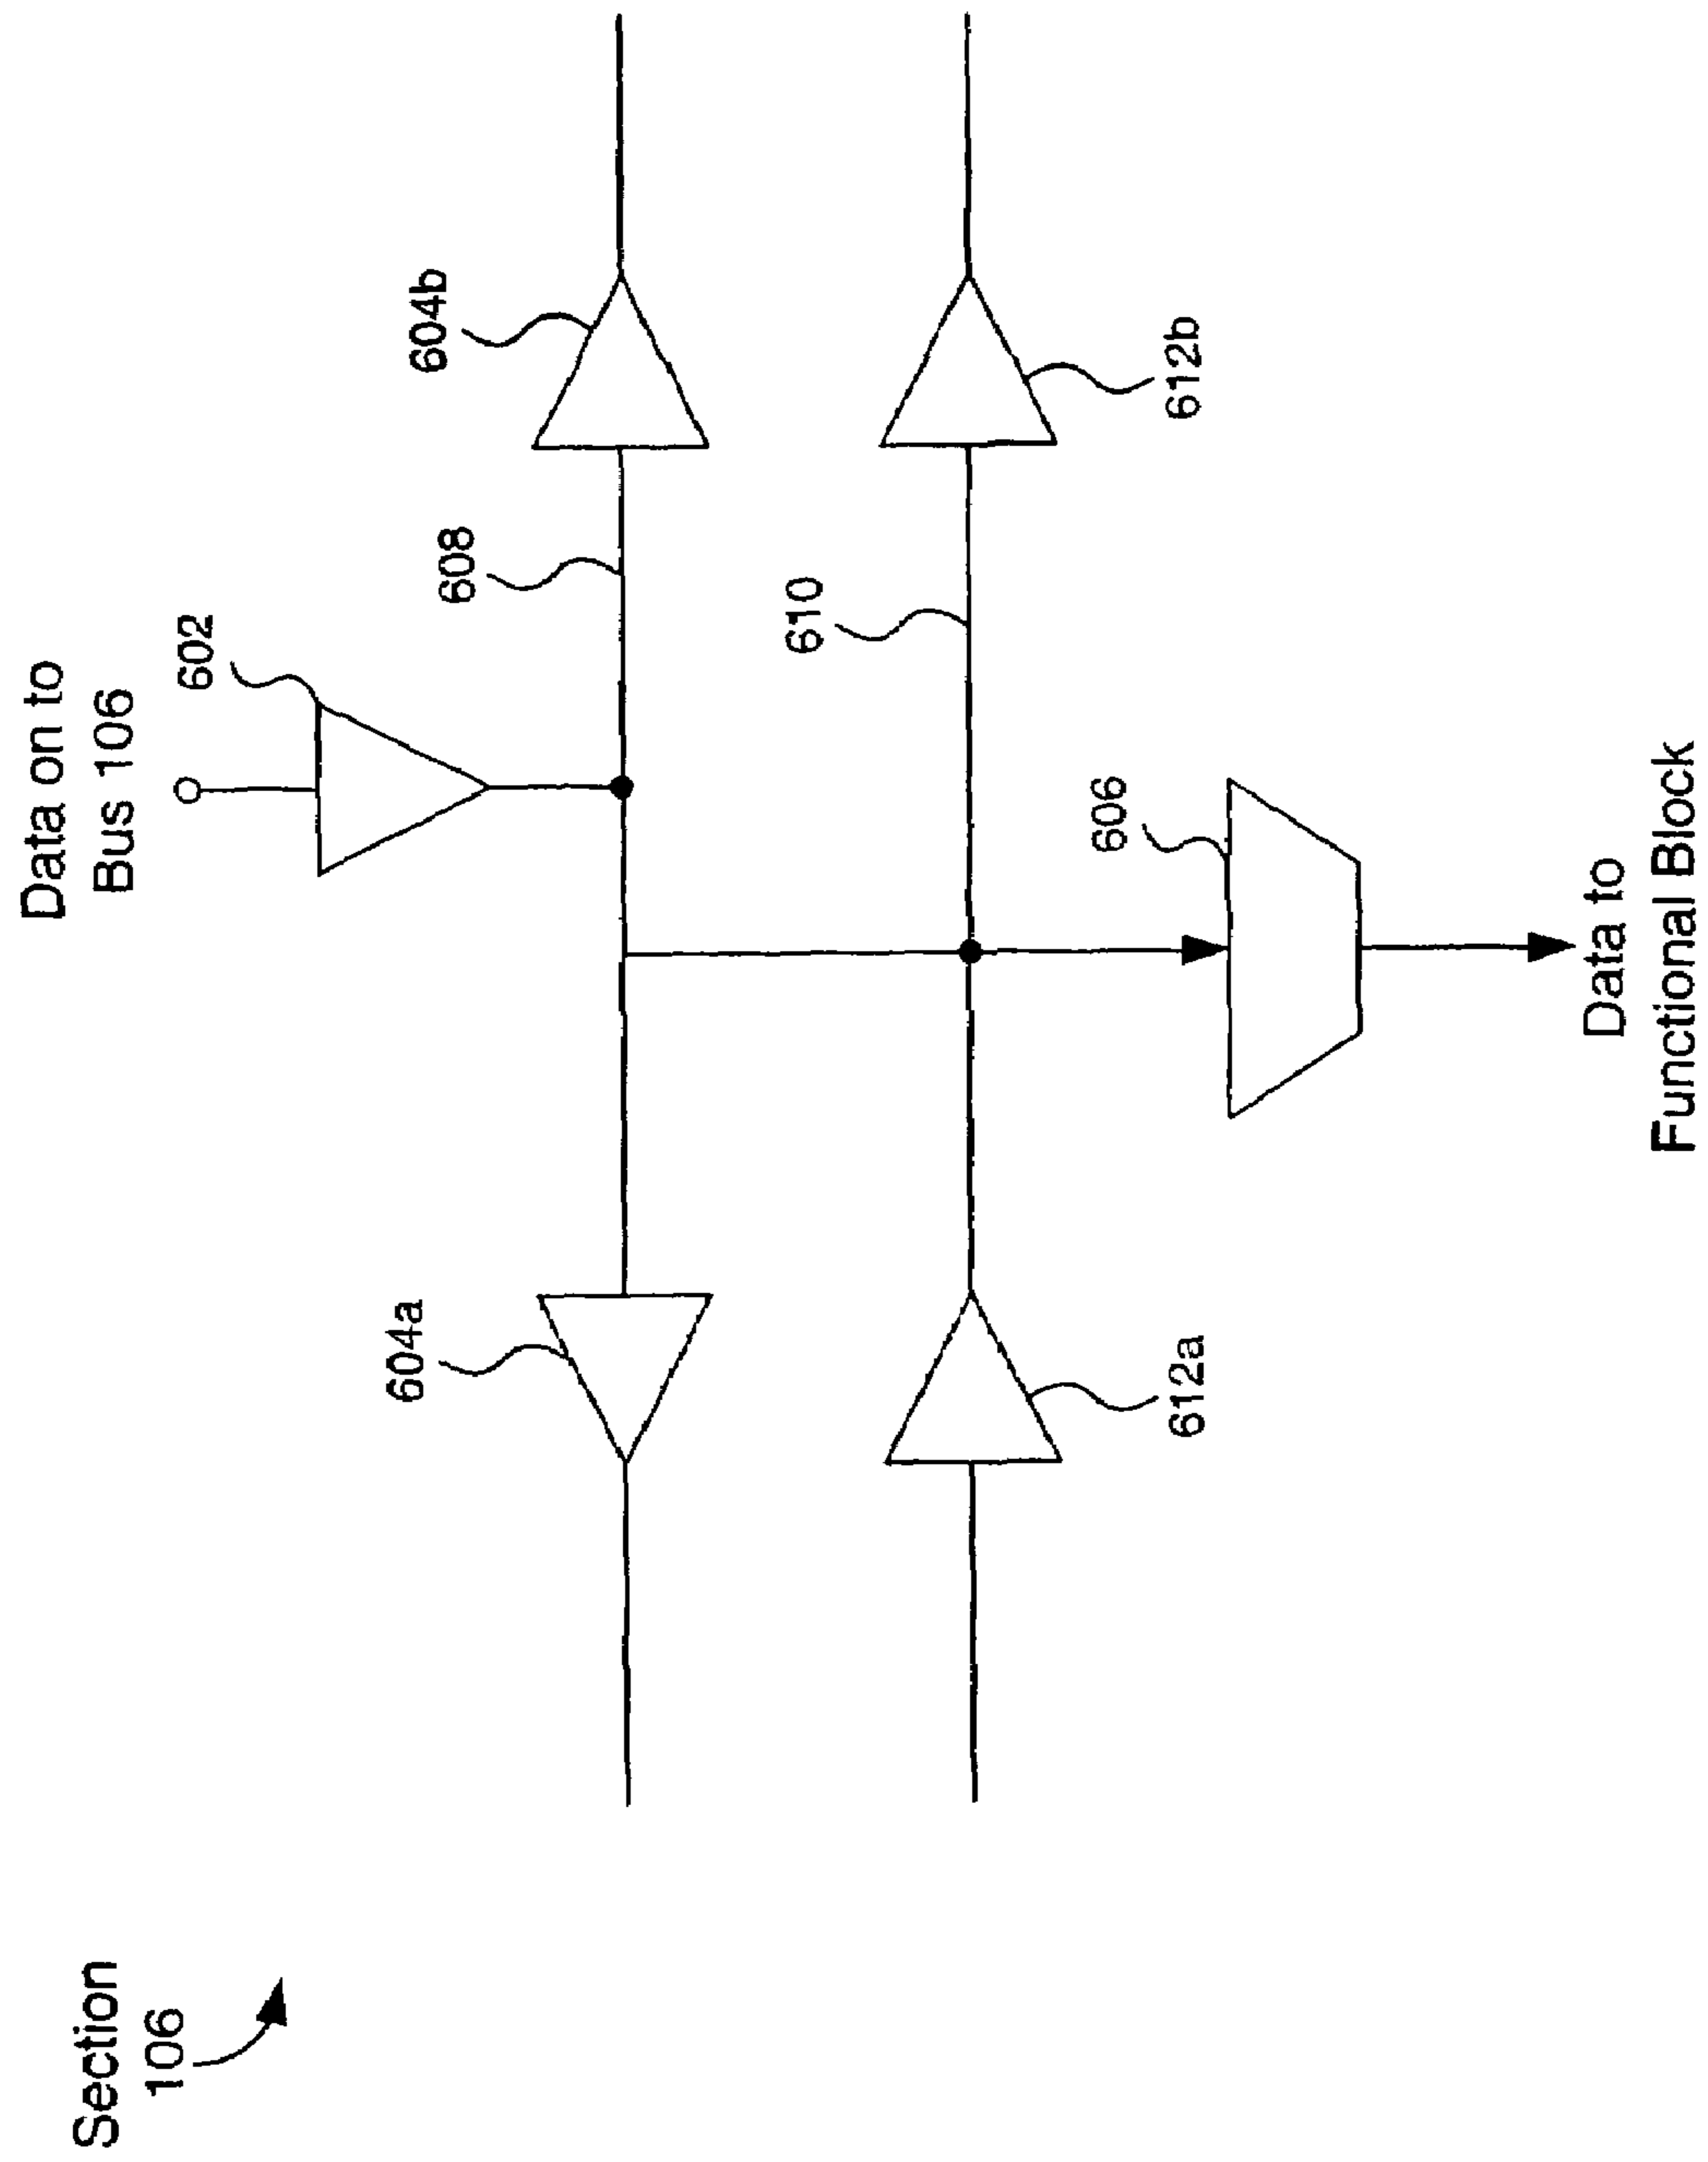 Section
106
Data on to
Bus 106
602
604a
608
604b
610
612a
606
612b
Data to
Functional Block